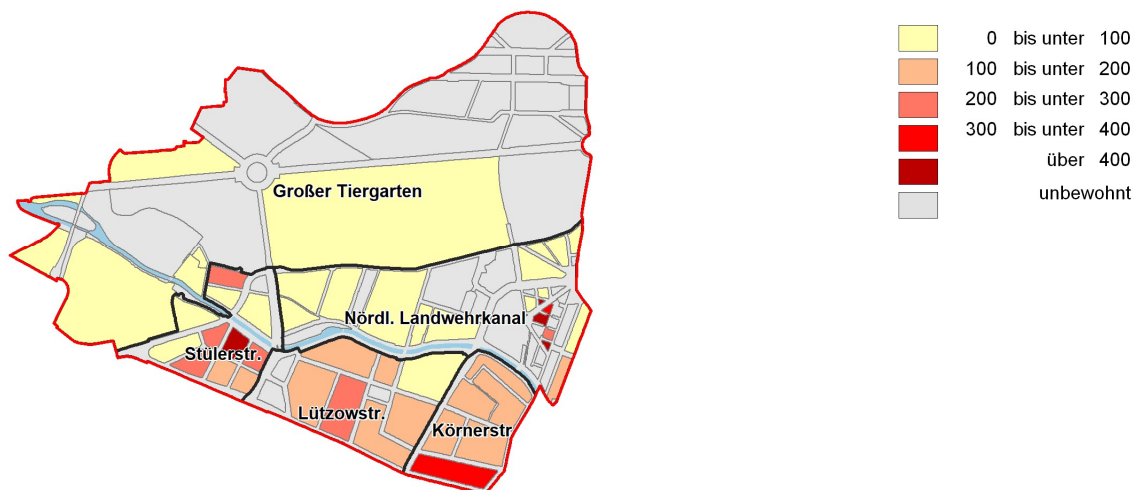 0 bis unter 100
100 bis unter 200
200 bis unter 300
300 bis unter 400
über 400
unbewohnt
Großer Tiergarten
Nördl. Landwehrkanal
Stülerstr.
Lützowstr.
Körnerstr